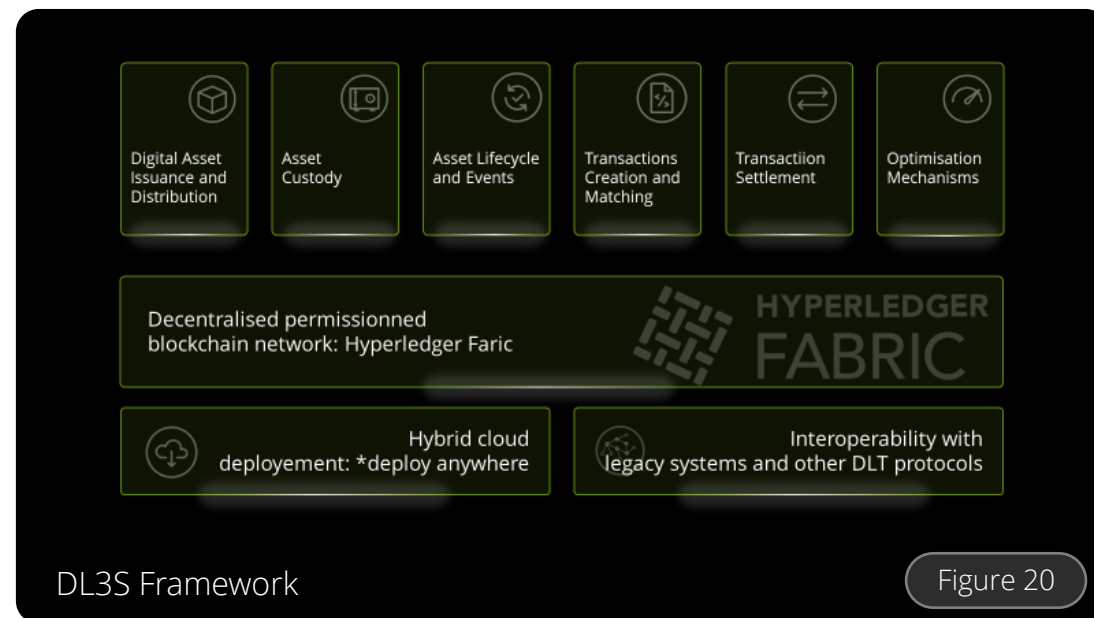 Digital Asset
Issuance and
Distribution
Asset
Custody
Asset Lifecycle
and Events
Transactions
Creation and
Matching
Transactiion
Settlement
Optimisation
Mechanisms
Decentralised permissionned
blockchain network: Hyperledger Faric
HYPERLEDGER
FABRIC
Hybrid cloud
deployement: *deploy anywhere
Interoperability with
legacy systems and other DLT protocols
DL3S Framework
Figure 20